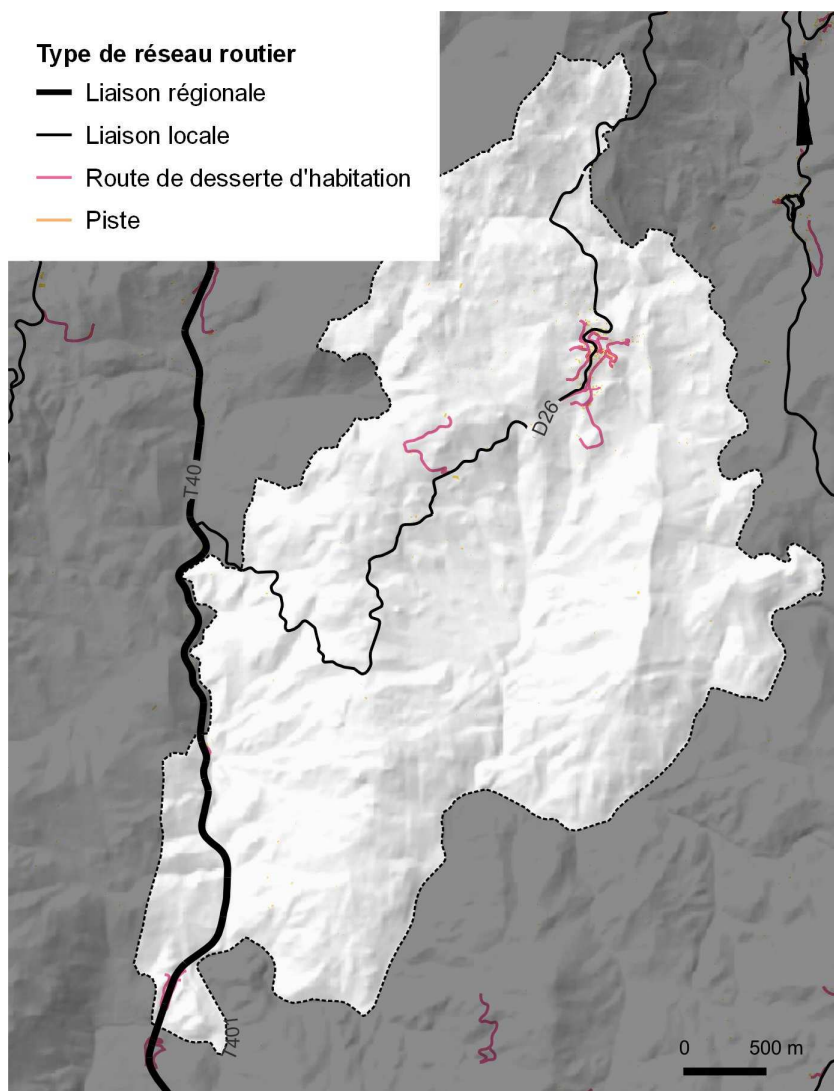 Type de réseau routier
Liaison régionale
Liaison locale
Route de desserte d'habitation
Piste
D26
T40
T401
0 500 m